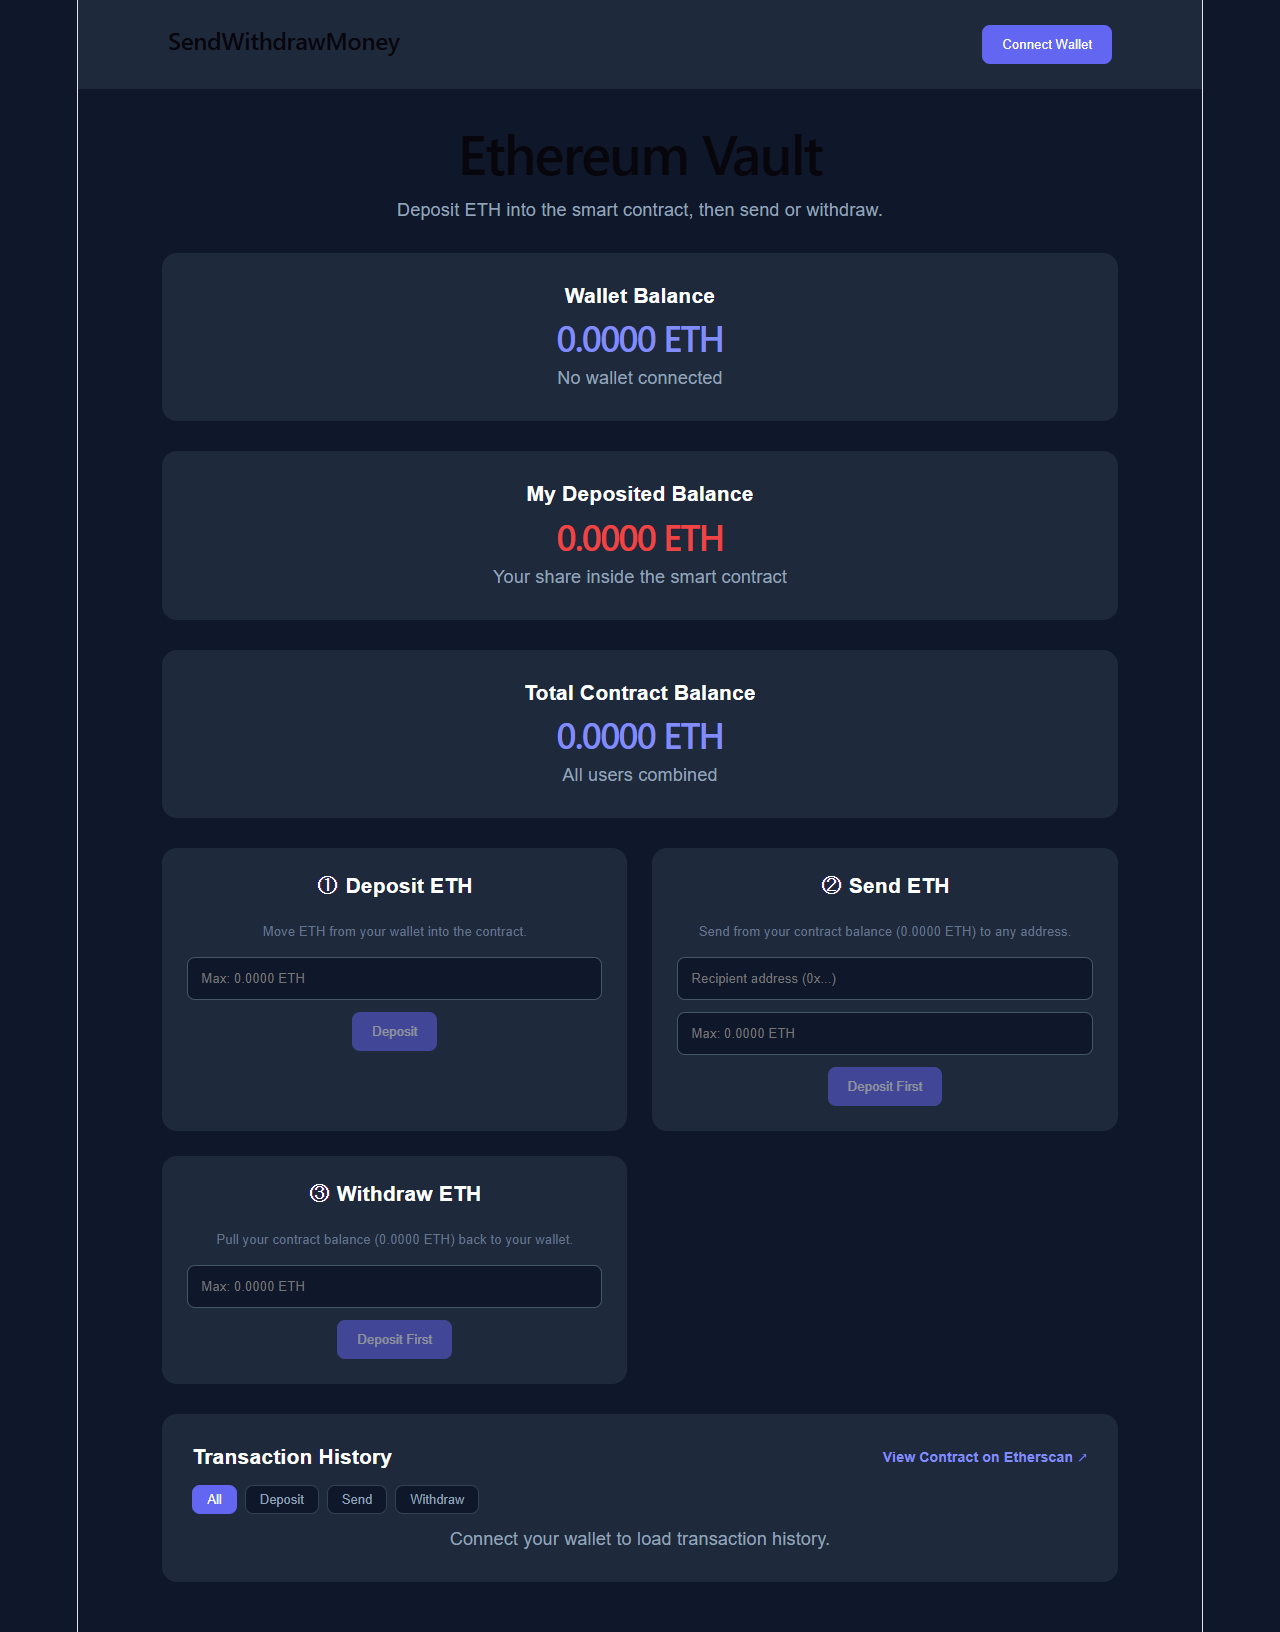 SendWithdrawMoney
Connect Wallet
Ethereum Vault
Deposit ETH into the smart contract, then send or withdraw.
Wallet Balance
0.0000 ETH
No wallet connected
My Deposited Balance
0.0000 ETH
Your share inside the smart contract
Total Contract Balance
0.0000 ETH
All users combined
① Deposit ETH
Move ETH from your wallet into the contract.
Max: 0.0000 ETH
Deposit
② Send ETH
Send from your contract balance (0.0000 ETH) to any address.
Recipient address (0x...)
Max: 0.0000 ETH
Deposit First
③ Withdraw ETH
Pull your contract balance (0.0000 ETH) back to your wallet.
Max: 0.0000 ETH
Deposit First
Transaction History
View Contract on Etherscan ↗
All Deposit Send Withdraw
Connect your wallet to load transaction history.